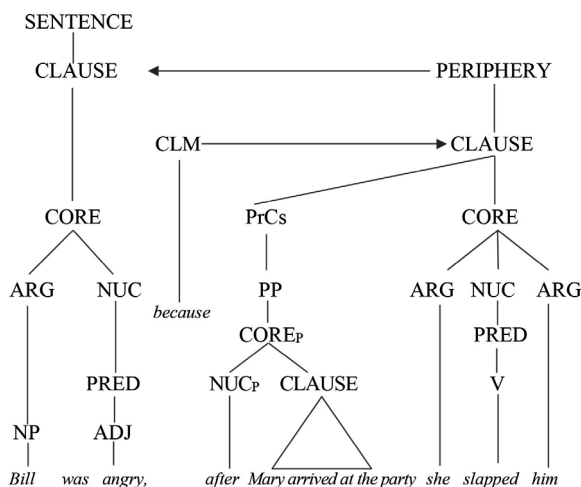 SENTENCE
CLAUSE PERIPHERY
CLM CLAUSE
CORE PrCs CORE
ARG NUC PP ARG NUC ARG
because
COREP PRED
PRED NUCP CLAUSE V
NP ADJ
Bill was angry, after Mary arrived at the party she slapped him